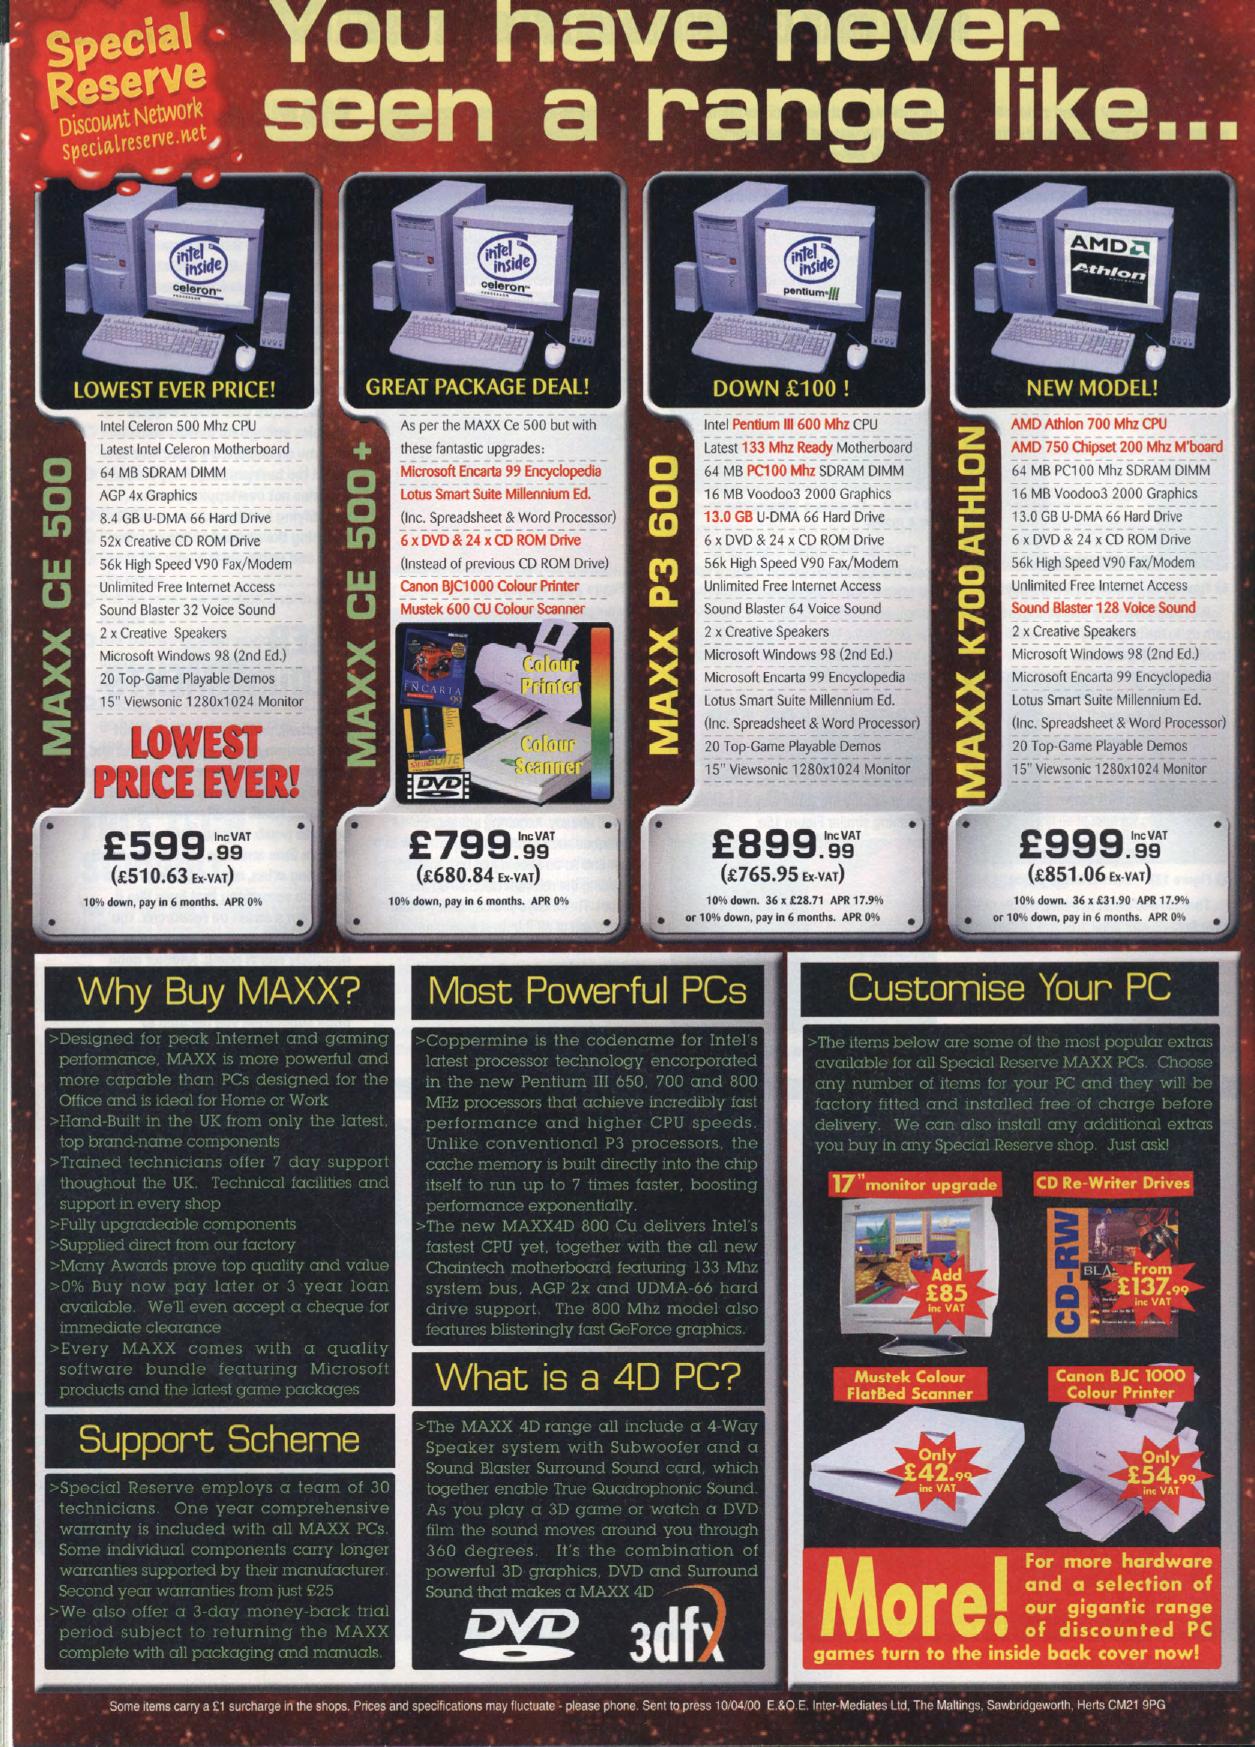 Special
Reserve
Discount Network
Specialreserve.net
You have never
seen a range like...
intel
inside
celeron™
PROCESSOR
LOWEST EVER PRICE!
MAXX CE 500
Intel Celeron 500 Mhz CPU
Latest Intel Celeron Motherboard
64 MB SDRAM DIMM
AGP 4x Graphics
8.4 GB U-DMA 66 Hard Drive
52x Creative CD ROM Drive
56k High Speed V90 Fax/Modem
Unlimited Free Internet Access
Sound Blaster 32 Voice Sound
2 x Creative Speakers
Microsoft Windows 98 (2nd Ed.)
20 Top-Game Playable Demos
15" Viewsonic 1280x1024 Monitor
LOWEST
PRICE EVER!
£599.99 Inc VAT
(£510.63 Ex-VAT)
10% down, pay in 6 months. APR 0%
intel
inside
celeron™
PROCESSOR
GREAT PACKAGE DEAL!
MAXX CE 500+
As per the MAXX Ce 500 but with
these fantastic upgrades:
Microsoft Encarta 99 Encyclopedia
Lotus Smart Suite Millennium Ed.
(Inc. Spreadsheet & Word Processor)
6 x DVD & 24 x CD ROM Drive
(Instead of previous CD ROM Drive)
Canon BJC1000 Colour Printer
Mustek 600 CU Colour Scanner
ENCARTA
99
SUITE
Colour
Printer
Colour
Scanner
DVD
£799.99 Inc VAT
(£680.84 Ex-VAT)
10% down, pay in 6 months. APR 0%
intel
inside
pentium III
DOWN £100 !
MAXX P3 600
Intel Pentium III 600 Mhz CPU
Latest 133 Mhz Ready Motherboard
64 MB PC100 Mhz SDRAM DIMM
16 MB Voodoo3 2000 Graphics
13.0 GB U-DMA 66 Hard Drive
6 x DVD & 24 x CD ROM Drive
56k High Speed V90 Fax/Modem
Unlimited Free Internet Access
Sound Blaster 64 Voice Sound
2 x Creative Speakers
Microsoft Windows 98 (2nd Ed.)
Microsoft Encarta 99 Encyclopedia
Lotus Smart Suite Millennium Ed.
(Inc. Spreadsheet & Word Processor)
20 Top-Game Playable Demos
15" Viewsonic 1280x1024 Monitor
£899.99 Inc VAT
(£765.95 Ex-VAT)
10% down. 36 x £28.71 APR 17.9%
or 10% down, pay in 6 months. APR 0%
AMD
Athlon
PROCESSOR
NEW MODEL!
MAXX K700 ATHLON
AMD Athlon 700 Mhz CPU
AMD 750 Chipset 200 Mhz M'board
64 MB PC100 Mhz SDRAM DIMM
16 MB Voodoo3 2000 Graphics
13.0 GB U-DMA 66 Hard Drive
6 x DVD & 24 x CD ROM Drive
56k High Speed V90 Fax/Modem
Unlimited Free Internet Access
Sound Blaster 128 Voice Sound
2 x Creative Speakers
Microsoft Windows 98 (2nd Ed.)
Microsoft Encarta 99 Encyclopedia
Lotus Smart Suite Millennium Ed.
(Inc. Spreadsheet & Word Processor)
20 Top-Game Playable Demos
15" Viewsonic 1280x1024 Monitor
£999.99 Inc VAT
(£851.06 Ex-VAT)
10% down. 36 x £31.90 APR 17.9%
or 10% down, pay in 6 months. APR 0%
Why Buy MAXX?
>Designed for peak Internet and gaming
performance, MAXX is more powerful and
more capable than PCs designed for the
Office and is ideal for Home or Work
>Hand-Built in the UK from only the latest,
top brand-name components
>Trained technicians offer 7 day support
thoughout the UK. Technical facilities and
support in every shop
>Fully upgradeable components
>Supplied direct from our factory
>Many Awards prove top quality and value
>0% Buy now pay later or 3 year loan
available. We'll even accept a cheque for
immediate clearance
>Every MAXX comes with a quality
software bundle featuring Microsoft
products and the latest game packages
Support Scheme
>Special Reserve employs a team of 30
technicians. One year comprehensive
warranty is included with all MAXX PCs.
Some individual components carry longer
warranties supported by their manufacturer.
Second year warranties from just £25
>We also offer a 3-day money-back trial
period subject to returning the MAXX
complete with all packaging and manuals.
Most Powerful PCs
>Coppermine is the codename for Intel's
latest processor technology encorporated
in the new Pentium III 650, 700 and 800
MHz processors that achieve incredibly fast
performance and higher CPU speeds.
Unlike conventional P3 processors, the
cache memory is built directly into the chip
itself to run up to 7 times faster, boosting
performance exponentially.
>The new MAXX4D 800 Cu delivers Intel's
fastest CPU yet, together with the all new
Chaintech motherboard featuring 133 Mhz
system bus, AGP 2x and UDMA-66 hard
drive support. The 800 Mhz model also
features blisteringly fast GeForce graphics.
What is a 4D PC?
>The MAXX 4D range all include a 4-Way
Speaker system with Subwoofer and a
Sound Blaster Surround Sound card, which
together enable True Quadrophonic Sound.
As you play a 3D game or watch a DVD
film the sound moves around you through
360 degrees. It's the combination of
powerful 3D graphics, DVD and Surround
Sound that makes a MAXX 4D
DVD
3dfx
Customise Your PC
>The items below are some of the most popular extras
available for all Special Reserve MAXX PCs. Choose
any number of items for your PC and they will be
factory fitted and installed free of charge before
delivery. We can also install any additional extras
you buy in any Special Reserve shop. Just ask!
17" monitor upgrade
Add
£85
inc VAT
CD Re-Writer Drives
CD-RW
BLA
From
£137.99
inc VAT
Mustek Colour
FlatBed Scanner
Only
£42.99
inc VAT
Canon BJC 1000
Colour Printer
Only
£54.99
inc VAT
More!
For more hardware
and a selection of
our gigantic range
of discounted PC
games turn to the inside back cover now!
Some items carry a £1 surcharge in the shops. Prices and specifications may fluctuate - please phone. Sent to press 10/04/00 E.&O.E. Inter-Mediates Ltd, The Maltings, Sawbridgeworth, Herts CM21 9PG